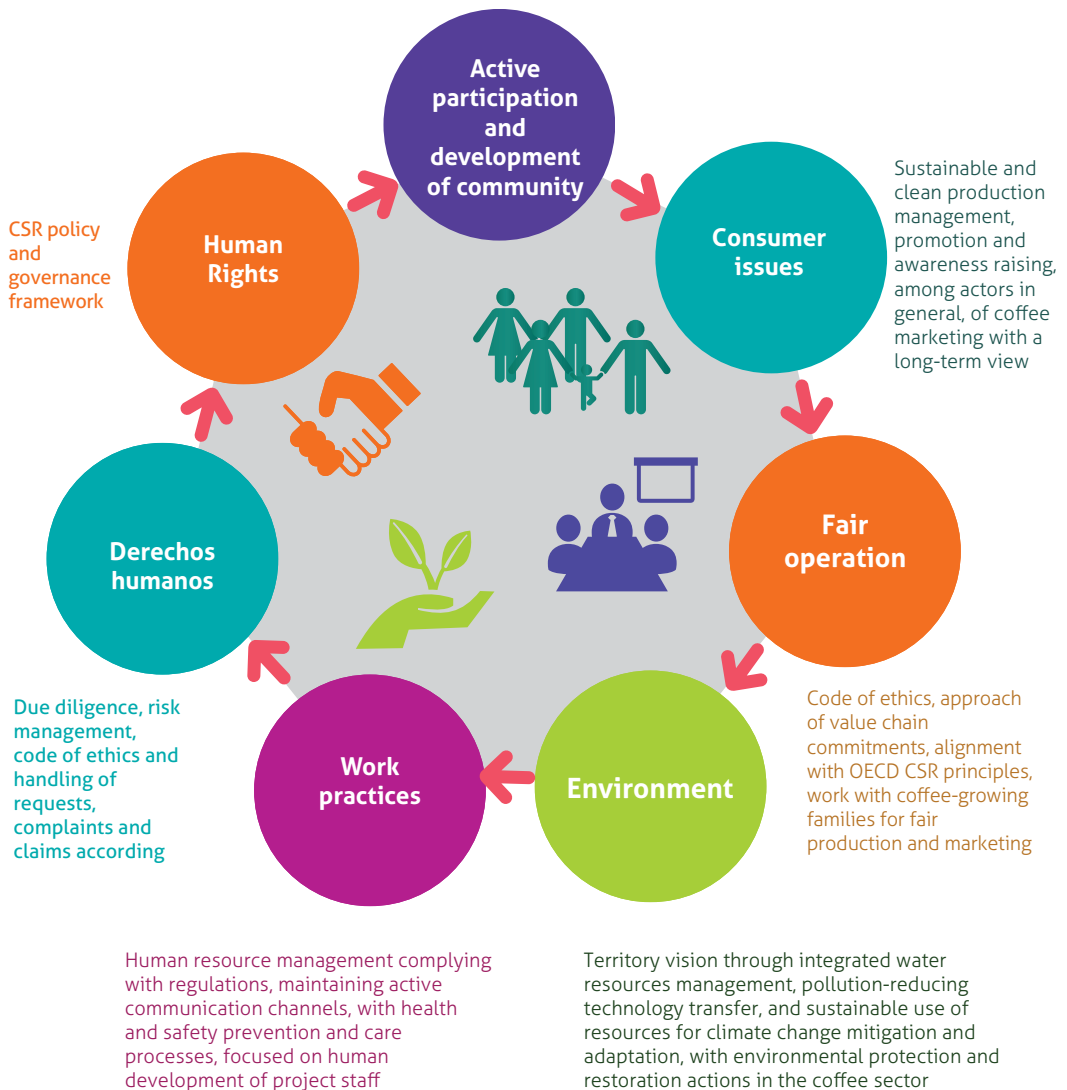 Active
participation
and
development
of community
Consumer
issues
Sustainable and
clean production
management,
promotion and
awareness raising,
among actors in
general, of coffee
marketing with a
long-term view
Fair
operation
Code of ethics, approach
of value chain
commitments, alignment
with OECD CSR principles,
work with coffee-growing
families for fair
production and marketing
Environment
Territory vision through integrated water
resources management, pollution-reducing
technology transfer, and sustainable use of
resources for climate change mitigation and
adaptation, with environmental protection and
restoration actions in the coffee sector
Work
practices
Human resource management complying
with regulations, maintaining active
communication channels, with health
and safety prevention and care
processes, focused on human
development of project staff
Derechos
humanos
Due diligence, risk
management,
code of ethics and
handling of
requests,
complaints and
claims according
Human
Rights
CSR policy
and
governance
framework